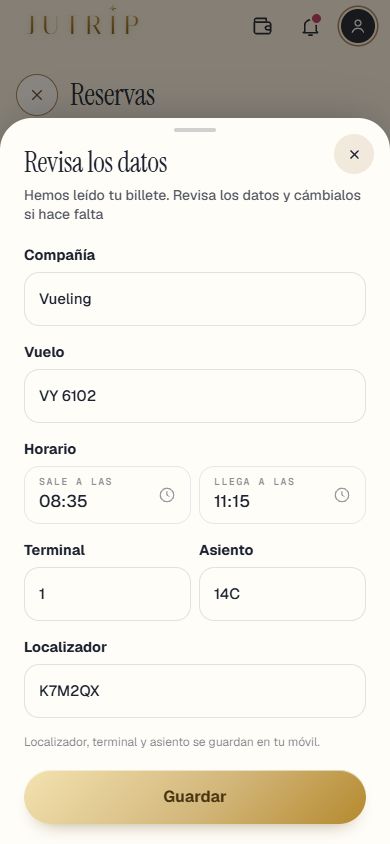 JUTRIP
Reservas
Revisa los datos
Hemos leído tu billete. Revisa los datos y cámbialos
si hace falta
Compañía
Vueling
Vuelo
VY 6102
Horario
SALE A LAS
08:35
LLEGA A LAS
11:15
Terminal
1
Asiento
14C
Localizador
K7M2QX
Localizador, terminal y asiento se guardan en tu móvil.
Guardar